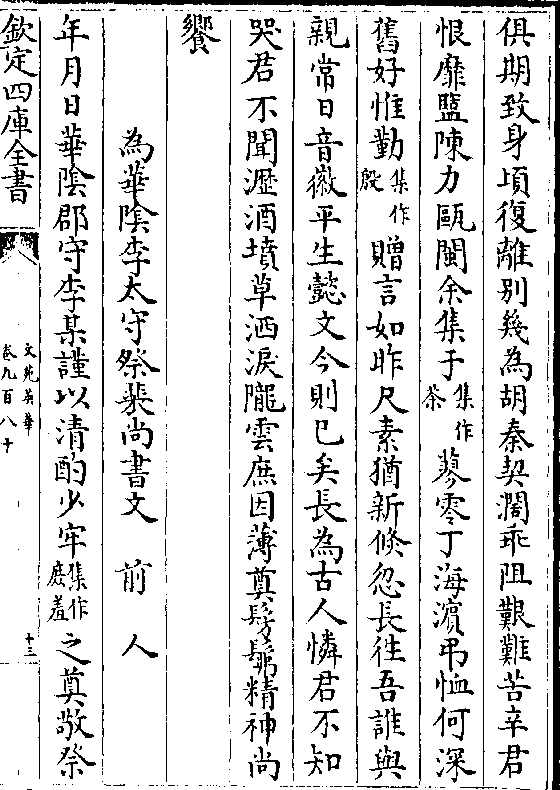 俱期致身頃復離别幾為胡秦契濶乖阻艱難苦辛君
恨靡盬陳力甌閩余集于集作茶蓼零丁海濵弔恤何深
舊好惟勤集作殷贈言如昨尺素猶新倏忽長往吾誰與
親常日音徽平生懿文今則已矣長為古人憐君不知
哭君不聞瀝酒墳草洒淚隴雲庶因薄奠髣髴精神尚
饗
為華隂李太守祭裴尚書文 前人
年月日華隂郡守李某謹以清酌少牢集作庶羞之奠敬祭
欽定四庫全書
文苑英華
卷九百八十
十三